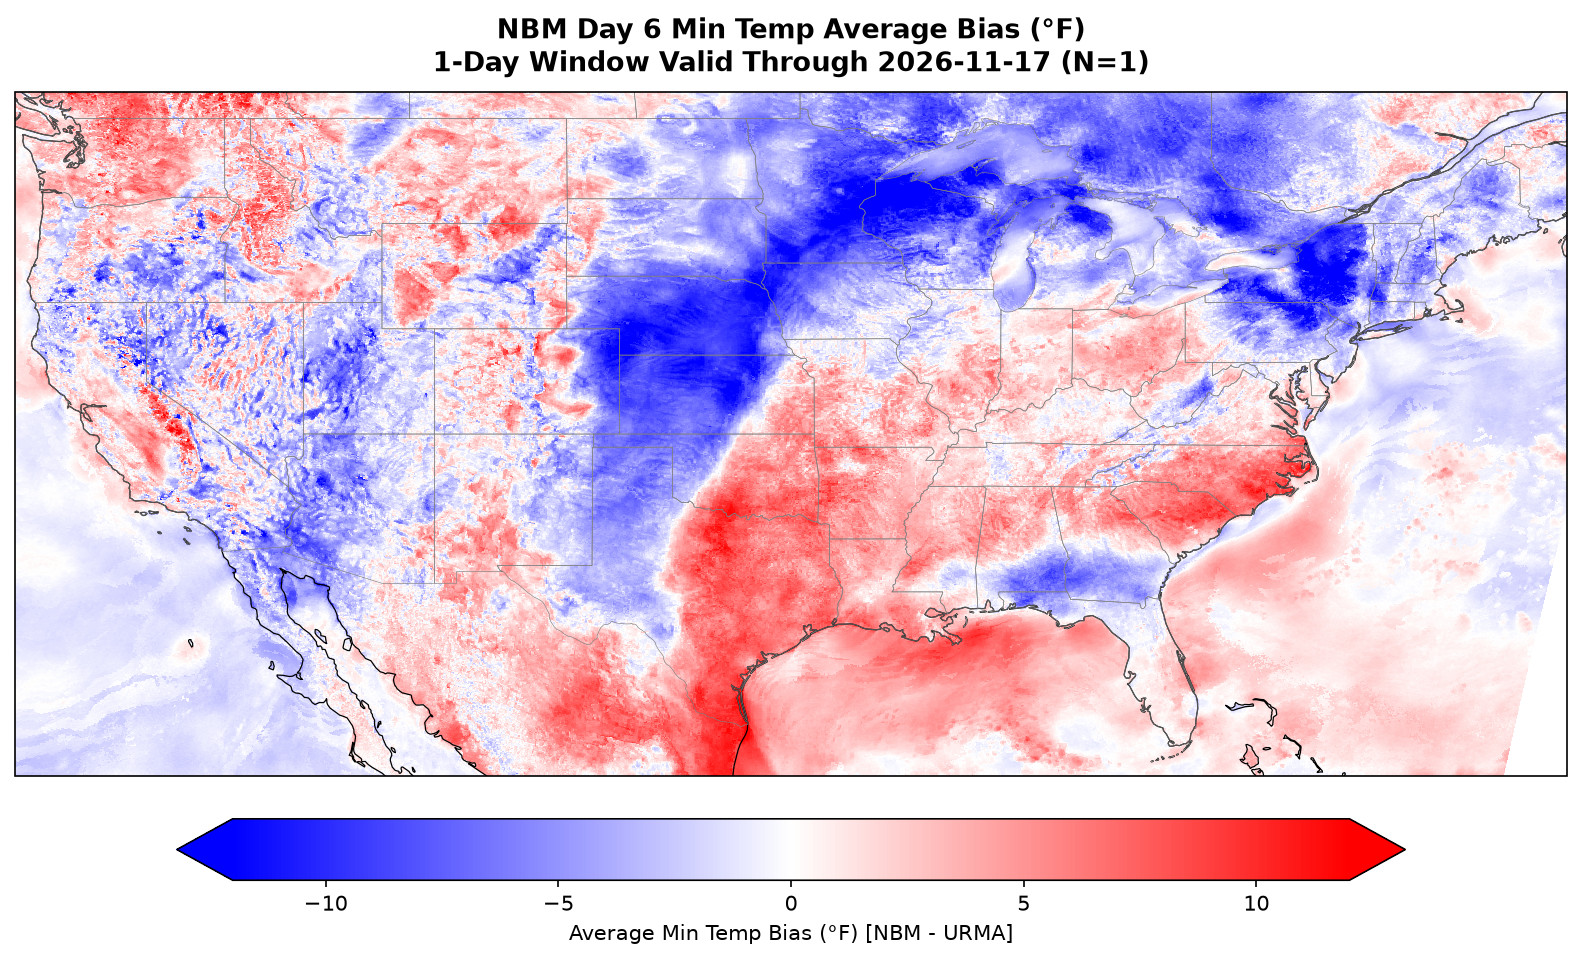 NBM Day 6 Min Temp Average Bias (°F)
1-Day Window Valid Through 2026-11-17 (N=1)
−10 −5 0 5 10
Average Min Temp Bias (°F) [NBM - URMA]